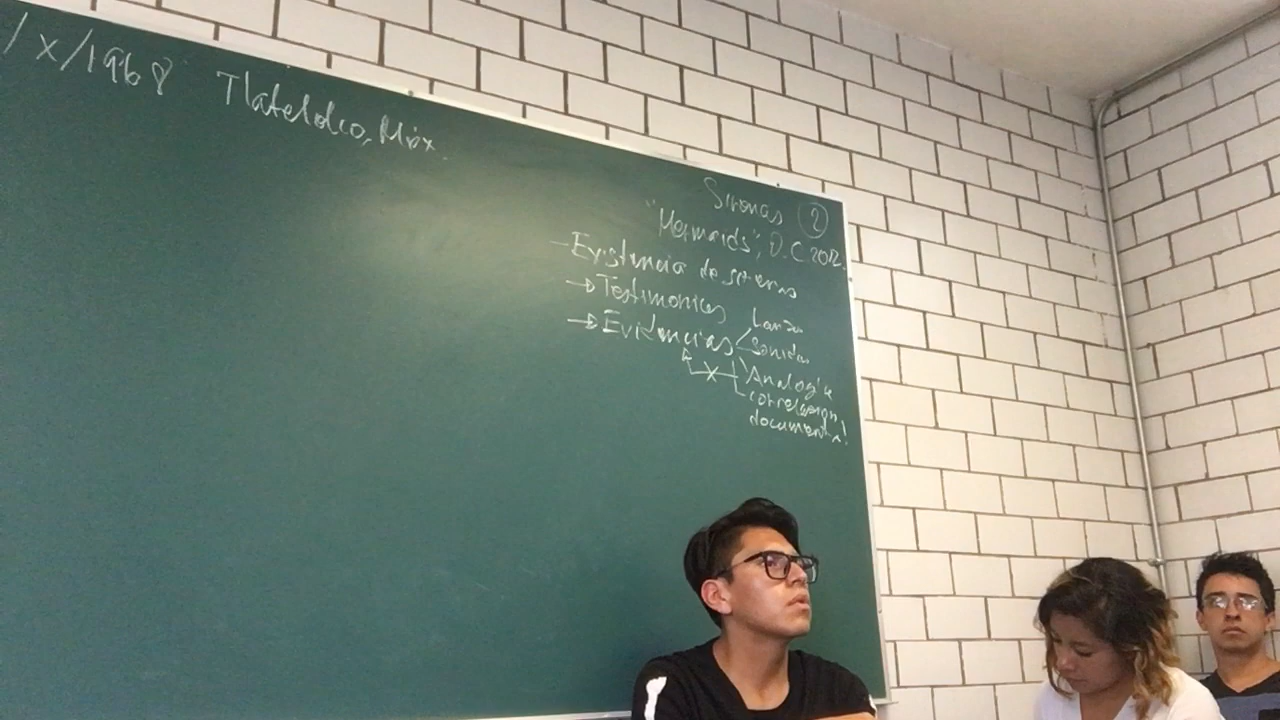 / x/1968 Tlatelolco, Méx.
Sirenas 2
"Mermaids", D.C. 2012.
-Existencia de sirenas
→ Testimonios
→ Evidencias
Lanza
Sonidos
Analogía
correlación
documental